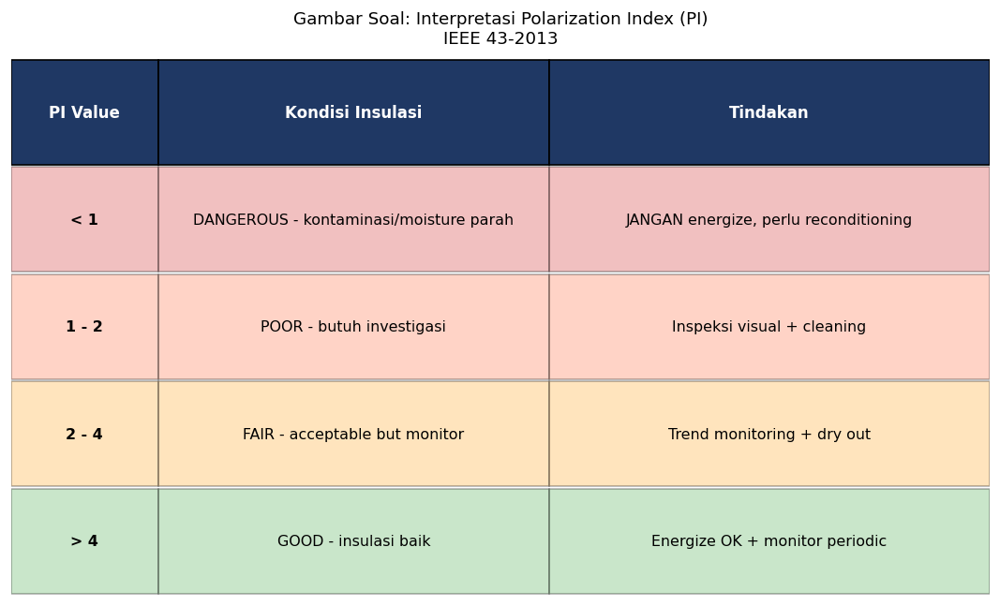 Gambar Soal: Interpretasi Polarization Index (PI)
IEEE 43-2013
PI Value Kondisi Insulasi Tindakan
< 1 DANGEROUS - kontaminasi/moisture parah JANGAN energize, perlu reconditioning
1 - 2 POOR - butuh investigasi Inspeksi visual + cleaning
2 - 4 FAIR - acceptable but monitor Trend monitoring + dry out
> 4 GOOD - insulasi baik Energize OK + monitor periodic